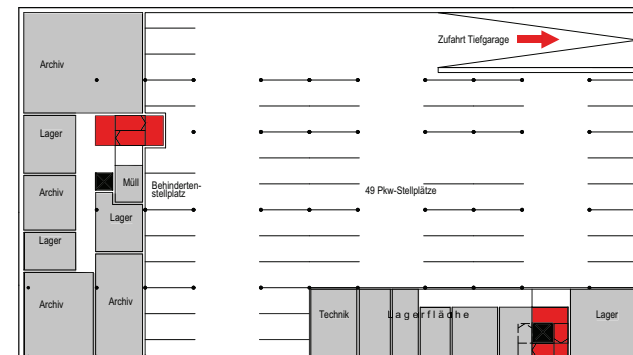 Zufahrt Tiefgarage
Archiv
Lager
Müll
Behinderten-
stellplatz
49 Pkw-Stellplätze
Archiv
Lager
Lager
Archiv
Archiv
Technik
Lagerfläche
Lager